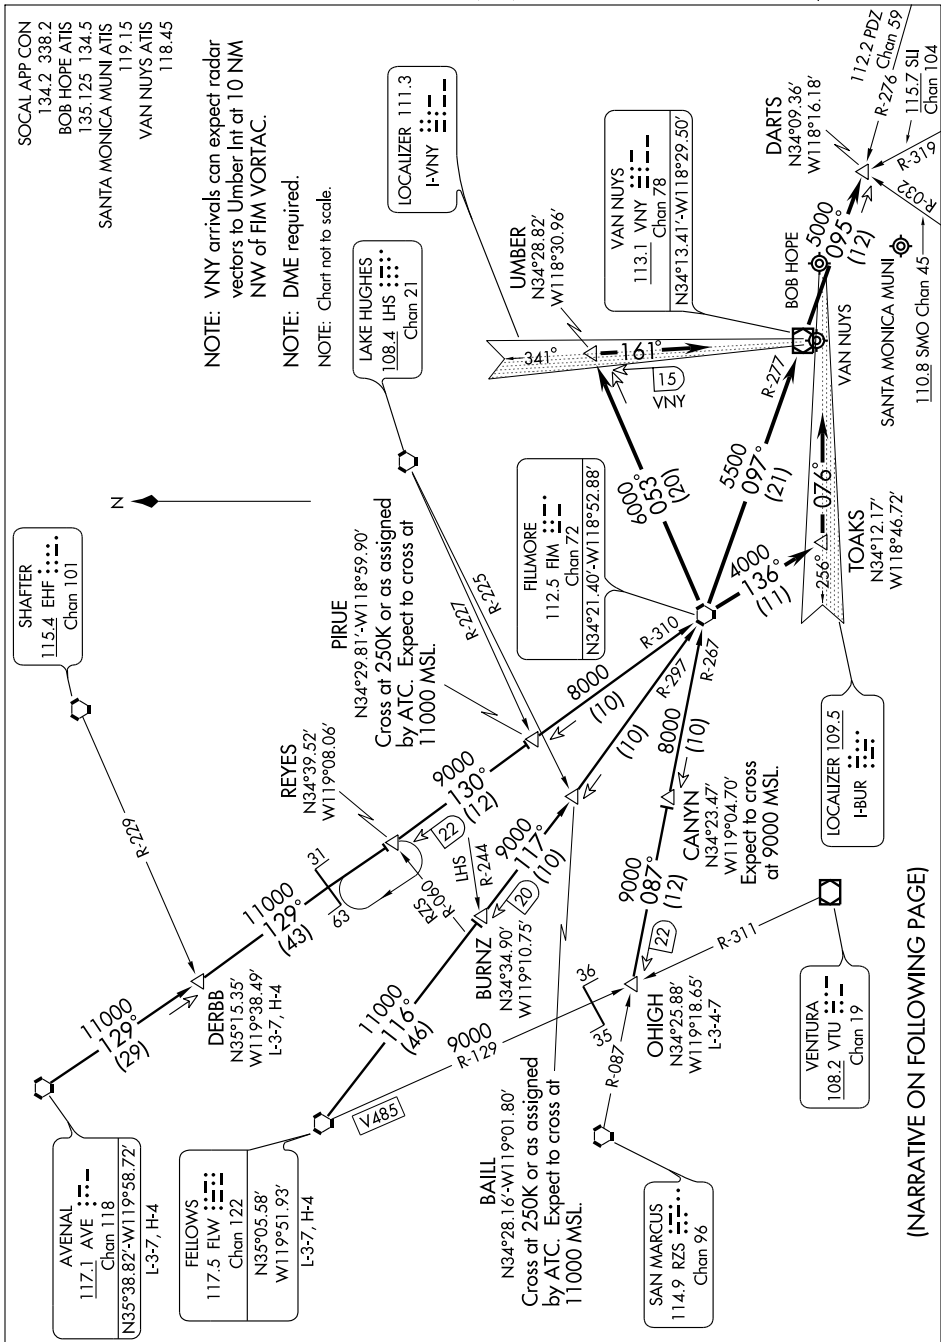 SOCAL APP CON
134.2 338.2
BOB HOPE ATIS
135.125 134.5
SANTA MONICA MUNI ATIS
119.15
VAN NUYS ATIS
118.45
NOTE: VNY arrivals can expect radar
vectors to Umber Int at 10 NM
NW of FIM VORTAC.
NOTE: DME required.
NOTE: Chart not to scale.
N
SHAFTER
115.4 EHF
Chan 101
R-229
LAKE HUGHES
108.4 LHS
Chan 21
R-227
R-225
LOCALIZER 111.3
I-VNY
UMBER
N34°28.82'
W118°30.96'
341°
161°
15
VNY
VAN NUYS
113.1 VNY
Chan 78
N34°13.41'-W118°29.50'
DARTS
N34°09.36'
W118°16.18'
112.2 PDZ
R-276 Chan 59
115.7 SLI
Chan 104
R-319
R-032
5000
095°
(12)
BOB HOPE
VAN NUYS
SANTA MONICA MUNI
110.8 SMO Chan 45
R-277
6000
053°
(20)
5500
097°
(21)
4000
136°
(11)
076°
256°
TOAKS
N34°12.17'
W118°46.72'
LOCALIZER 109.5
I-BUR
FILLMORE
112.5 FIM
Chan 72
N34°21.40'-W118°52.88'
R-310
R-297
R-267
PIRUE
N34°29.81'-W118°59.90'
Cross at 250K or as assigned
by ATC. Expect to cross at
11000 MSL.
8000
(10)
(10)
8000
(10)
REYES
N34°39.52'
W119°08.06'
9000
130°
(12)
22
31
63
RZS
R-060
LHS
R-244
11000
129°
(43)
DERBB
N35°15.35'
W119°38.49'
L-3-7, H-4
11000
129°
(29)
AVENAL
117.1 AVE
Chan 118
N35°38.82'-W119°58.72'
L-3-7, H-4
FELLOWS
117.5 FLW
Chan 122
N35°05.58'
W119°51.93'
L-3-7, H-4
11000
116°
(46)
BURNZ
N34°34.90'
W119°10.75'
20
9000
117°
(10)
V485
9000
R-129
BAILL
N34°28.16'-W119°01.80'
Cross at 250K or as assigned
by ATC. Expect to cross at
11000 MSL.
36
35
R-087
OHIGH
N34°25.88'
W119°18.65'
L-3-4-7
22
9000
087°
(12)
CANYN
N34°23.47'
W119°04.70'
Expect to cross
at 9000 MSL.
R-311
SAN MARCUS
114.9 RZS
Chan 96
VENTURA
108.2 VTU
Chan 19
(NARRATIVE ON FOLLOWING PAGE)